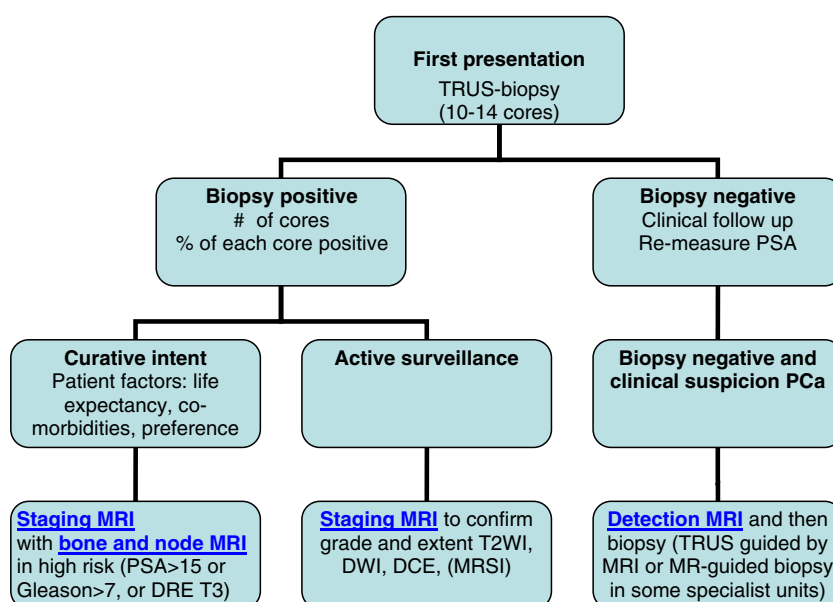 First presentation
TRUS-biopsy
(10-14 cores)
Biopsy positive
# of cores
% of each core positive
Biopsy negative
Clinical follow up
Re-measure PSA
Curative intent
Patient factors: life
expectancy, co-
morbidities, preference
Active surveillance
Biopsy negative and
clinical suspicion PCa
Staging MRI
with bone and node MRI
in high risk (PSA>15 or
Gleason>7, or DRE T3)
Staging MRI to confirm
grade and extent T2WI,
DWI, DCE, (MRSI)
Detection MRI and then
biopsy (TRUS guided by
MRI or MR-guided biopsy
in some specialist units)